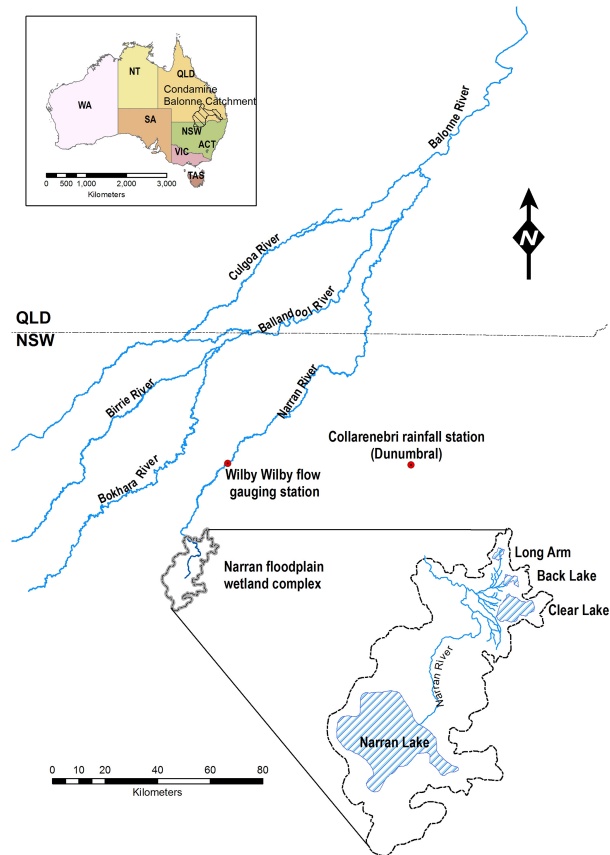 NT
QLD
Condamine
Balonne Catchment
WA
SA
NSW
ACT
VIC
TAS
0 500 1,000 2,000 3,000
Kilometers
Balonne River
N
Culgoa River
Ballandool River
QLD
NSW
Birrie River
Narran River
Collarenebri rainfall station
(Dunumbral)
Bokhara River
Wilby Wilby flow
gauging station
Narran floodplain
wetland complex
Long Arm
Back Lake
Clear Lake
Narran River
Narran Lake
0 10 20 40 60 80
Kilometers